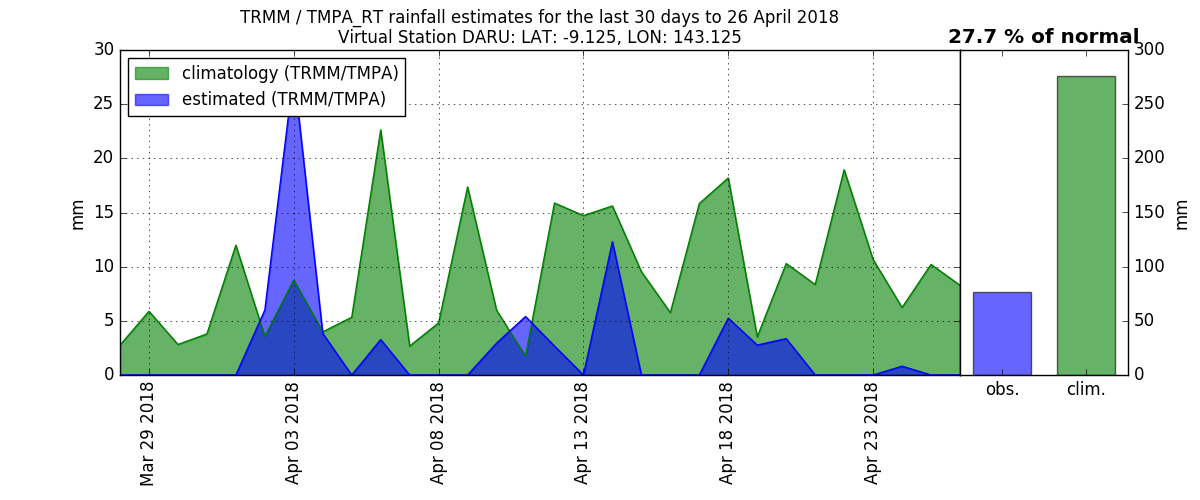 TRMM / TMPA_RT rainfall estimates for the last 30 days to 26 April 2018
Virtual Station DARU: LAT: -9.125, LON: 143.125
27.7 % of normal
climatology (TRMM/TMPA)
estimated (TRMM/TMPA)
30
25
20
15
10
5
0
mm
Mar 29 2018
Apr 03 2018
Apr 08 2018
Apr 13 2018
Apr 18 2018
Apr 23 2018
obs.
clim.
300
250
200
150
100
50
0
mm